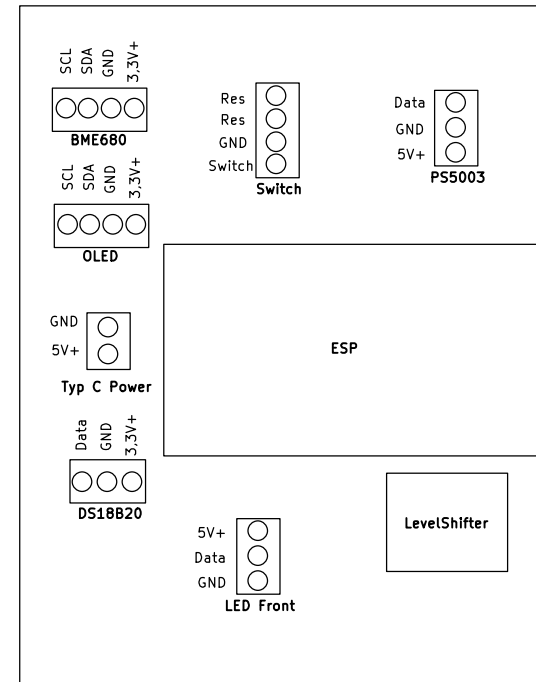 SCL
SDA
GND
3,3V+
BME680
SCL
SDA
GND
3,3V+
OLED
Res
Res
GND
Switch
Switch
Data
GND
5V+
PS5003
GND
5V+
Typ C Power
ESP
Data
GND
3,3V+
DS18B20
5V+
Data
GND
LED Front
LevelShifter